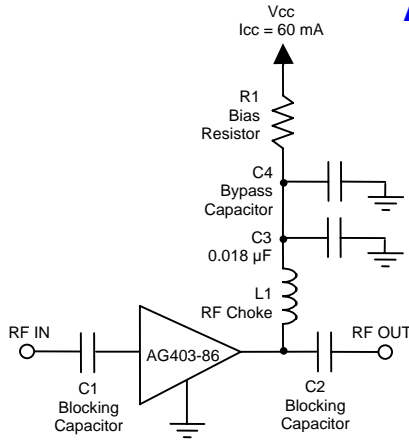 Vcc
Icc = 60 mA
R1
Bias
Resistor
C4
Bypass
Capacitor
C3
0.018 µF
L1
RF Choke
RF IN
AG403-86
RF OUT
C1
Blocking
Capacitor
C2
Blocking
Capacitor